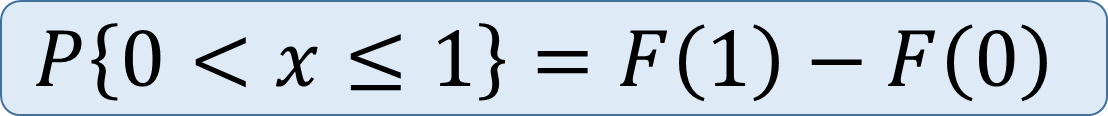 P{0 < x ≤ 1} = F(1) − F(0)